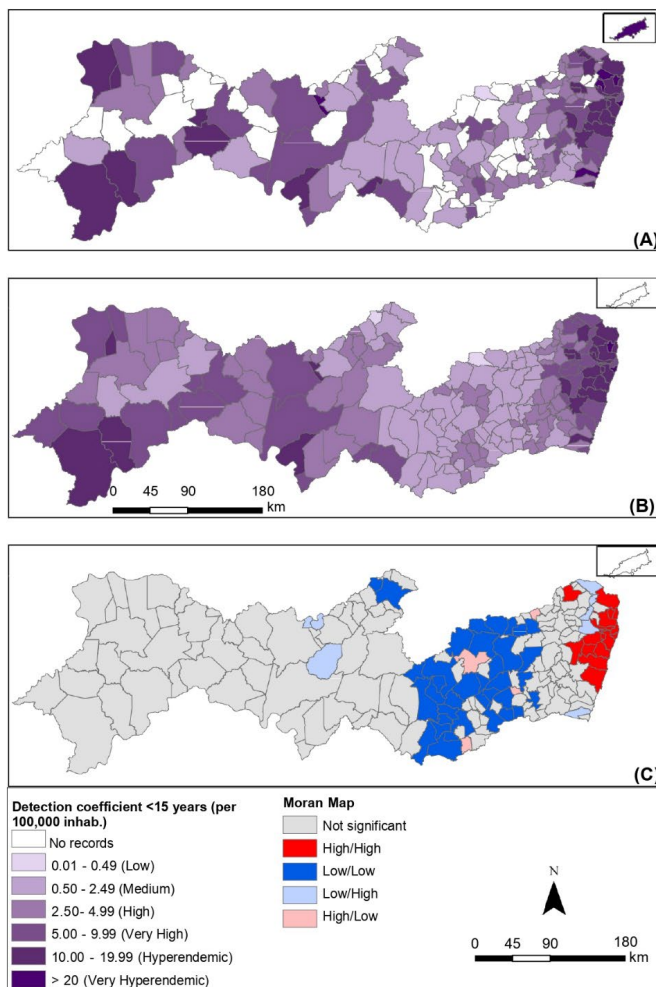 (A)
0 45 90 180
km
(B)
(C)
Detection coefficient <15 years (per
100,000 inhab.)
No records
0.01 - 0.49 (Low)
0.50 - 2.49 (Medium)
2.50- 4.99 (High)
5.00 - 9.99 (Very High)
10.00 - 19.99 (Hyperendemic)
> 20 (Very Hyperendemic)
Moran Map
Not significant
High/High
Low/Low
Low/High
High/Low
N
0 45 90 180
km